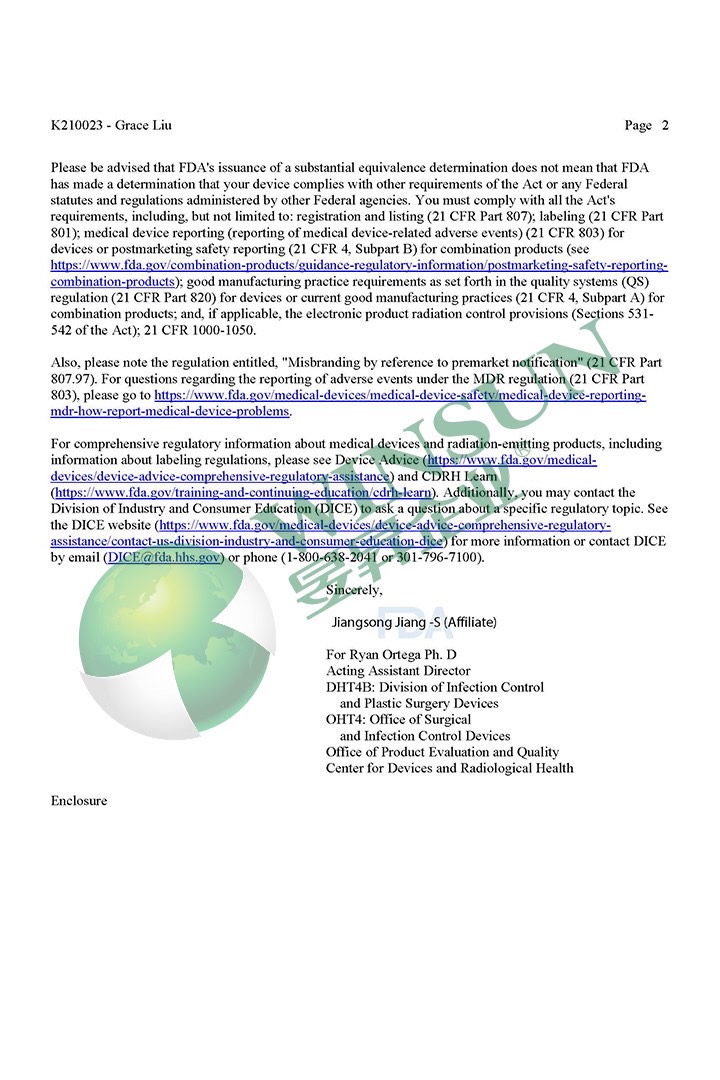 K210023 - Grace Liu Page 2
Please be advised that FDA's issuance of a substantial equivalence determination does not mean that FDA
has made a determination that your device complies with other requirements of the Act or any Federal
statutes and regulations administered by other Federal agencies. You must comply with all the Act's
requirements, including, but not limited to: registration and listing (21 CFR Part 807); labeling (21 CFR Part
801); medical device reporting (reporting of medical device-related adverse events) (21 CFR 803) for
devices or postmarketing safety reporting (21 CFR 4, Subpart B) for combination products (see
https://www.fda.gov/combination-products/guidance-regulatory-information/postmarketing-safety-reporting-
combination-products); good manufacturing practice requirements as set forth in the quality systems (QS)
regulation (21 CFR Part 820) for devices or current good manufacturing practices (21 CFR 4, Subpart A) for
combination products; and, if applicable, the electronic product radiation control provisions (Sections 531-
542 of the Act); 21 CFR 1000-1050.
Also, please note the regulation entitled, "Misbranding by reference to premarket notification" (21 CFR Part
807.97). For questions regarding the reporting of adverse events under the MDR regulation (21 CFR Part
803), please go to https://www.fda.gov/medical-devices/medical-device-safety/medical-device-reporting-
mdr-how-report-medical-device-problems.
For comprehensive regulatory information about medical devices and radiation-emitting products, including
information about labeling regulations, please see Device Advice (https://www.fda.gov/medical-
devices/device-advice-comprehensive-regulatory-assistance) and CDRH Learn
(https://www.fda.gov/training-and-continuing-education/cdrh-learn). Additionally, you may contact the
Division of Industry and Consumer Education (DICE) to ask a question about a specific regulatory topic. See
the DICE website (https://www.fda.gov/medical-devices/device-advice-comprehensive-regulatory-
assistance/contact-us-division-industry-and-consumer-education-dice) for more information or contact DICE
by email (DICE@fda.hhs.gov) or phone (1-800-638-2041 or 301-796-7100).
Sincerely,
FDA
Jiangsong Jiang -S (Affiliate)
For Ryan Ortega Ph. D
Acting Assistant Director
DHT4B: Division of Infection Control
and Plastic Surgery Devices
OHT4: Office of Surgical
and Infection Control Devices
Office of Product Evaluation and Quality
Center for Devices and Radiological Health
Enclosure
WINSUN